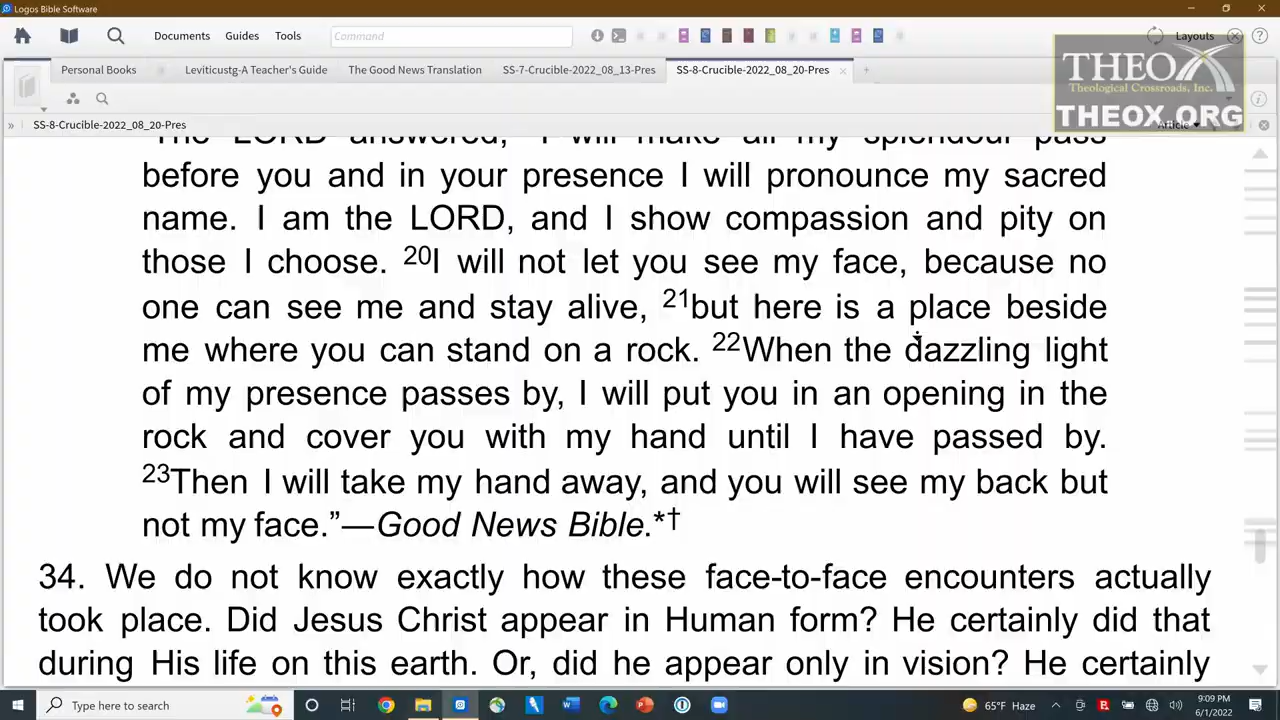 Logos Bible Software
Documents Guides Tools Command Layouts
Personal Books Leviticustg-A Teacher's Guide The Good News Translation SS-7-Crucible-2022_08_13-Pres SS-8-Crucible-2022_08_20-Pres
THEOX
Theological Crossroads, Inc.
THEOX.ORG
SS-8-Crucible-2022_08_20-Pres Article
The LORD answered, "I will make all my splendour pass
before you and in your presence I will pronounce my sacred
name. I am the LORD, and I show compassion and pity on
those I choose. 20I will not let you see my face, because no
one can see me and stay alive, 21but here is a place beside
me where you can stand on a rock. 22When the dazzling light
of my presence passes by, I will put you in an opening in the
rock and cover you with my hand until I have passed by.
23Then I will take my hand away, and you will see my back but
not my face.”—Good News Bible.*†
34. We do not know exactly how these face-to-face encounters actually
took place. Did Jesus Christ appear in Human form? He certainly did that
during His life on this earth. Or, did he appear only in vision? He certainly
Type here to search 65°F Haze 9:09 PM
6/1/2022